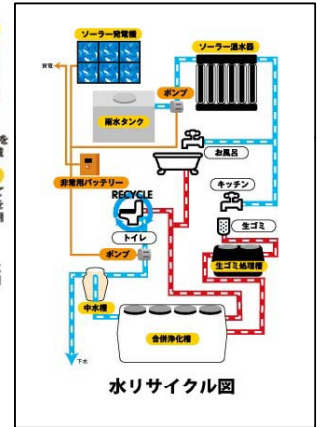 ソーラー発電機
ソーラー温水器
売電
ポンプ
雨水タンク
お風呂
非常用バッテリー
RECYCLE
キッチン
生ゴミ
トイレ
ポンプ
生ゴミ処理槽
中水槽
合併浄化槽
下水
水リサイクル図